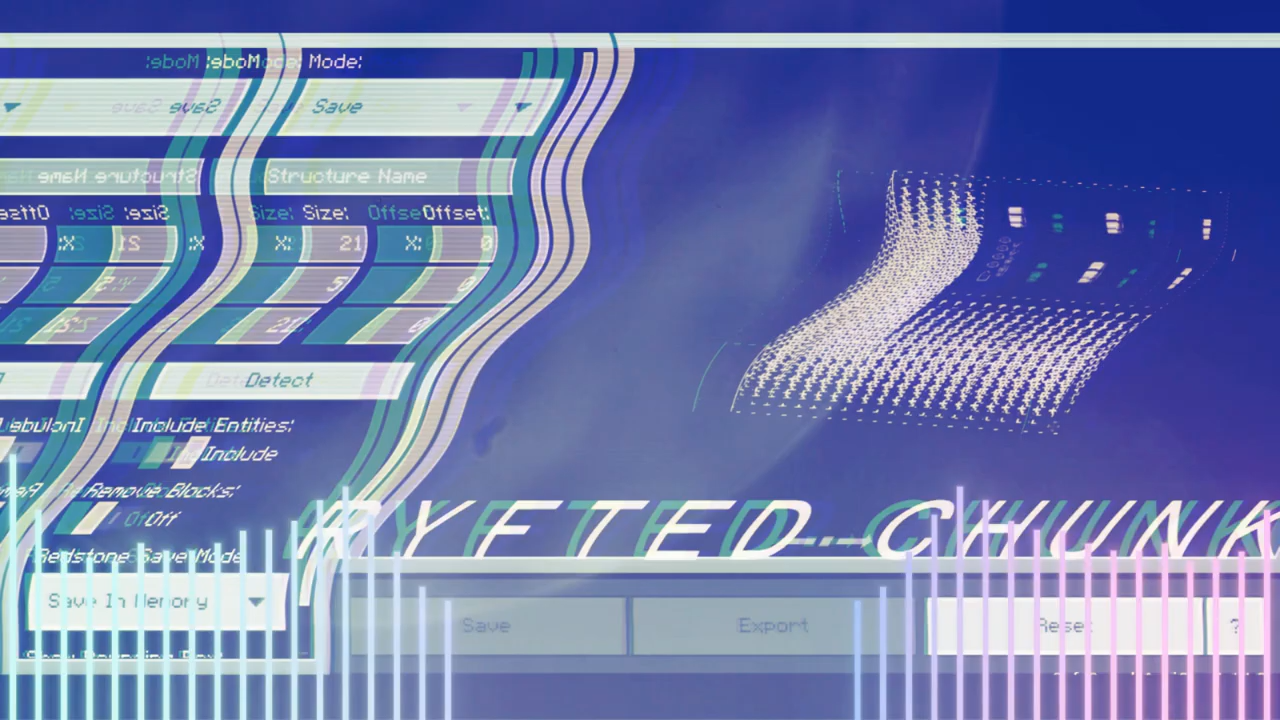 Mode:
Save
Structure Name
Size: Offset:
X: 21 X: 0
5 0
21 0
Detect
Include Entities:
Include
Remove Blocks:
Off
Redstone Save Mode
Save In Memory
RYFTED CHUNK
Save Export Reset ?